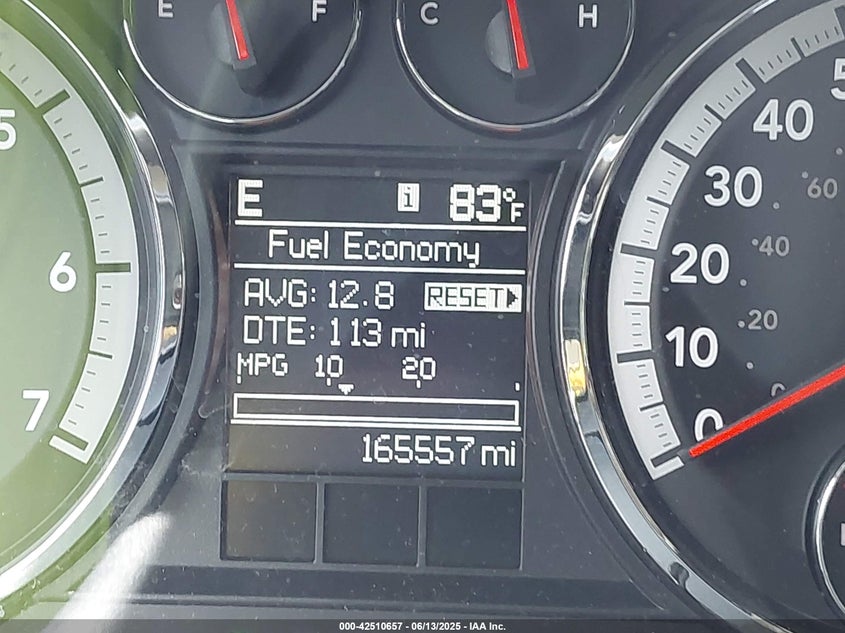 E F C H
5
6
7
E i 83°F
Fuel Economy
AVG: 12.8 RESET
DTE: 113 mi
MPG 10 20
165557 mi
40
30
20
10
0
60
40
20
0
000-42510657 - 06/13/2025 - IAA Inc.